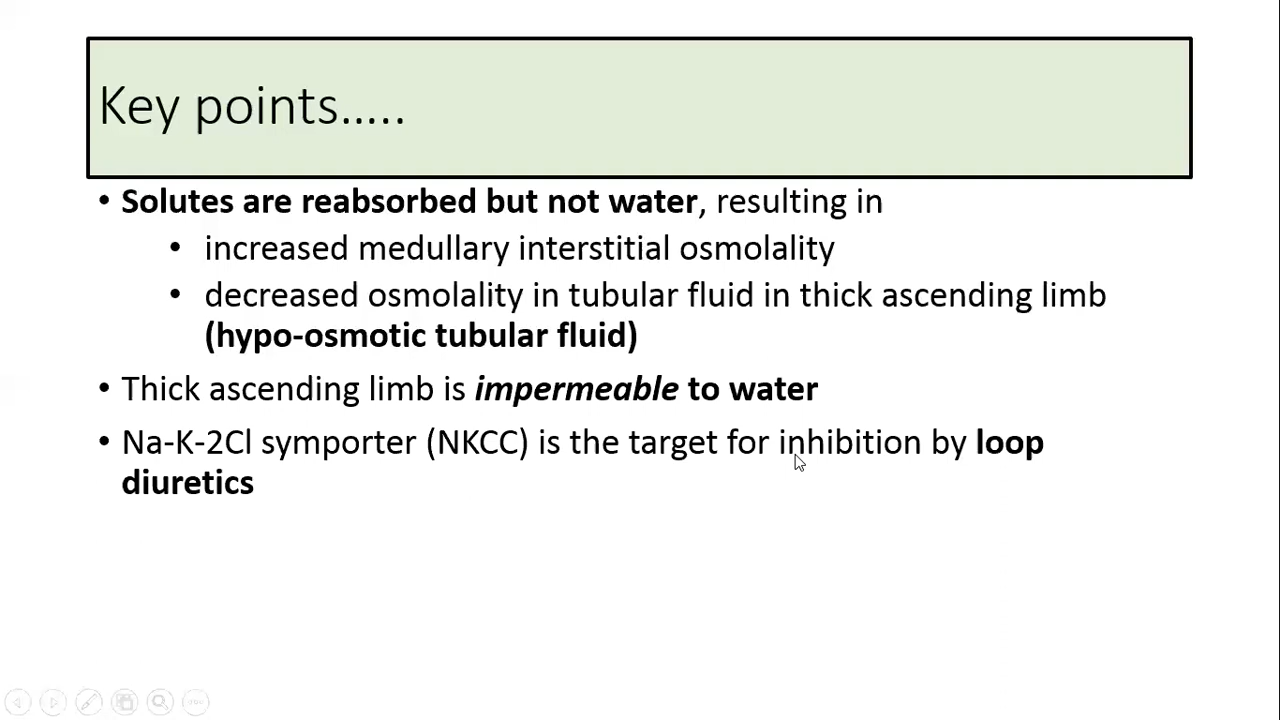 Key points.....
• Solutes are reabsorbed but not water, resulting in
• increased medullary interstitial osmolality
• decreased osmolality in tubular fluid in thick ascending limb
(hypo-osmotic tubular fluid)
• Thick ascending limb is impermeable to water
• Na-K-2Cl symporter (NKCC) is the target for inhibition by loop
diuretics